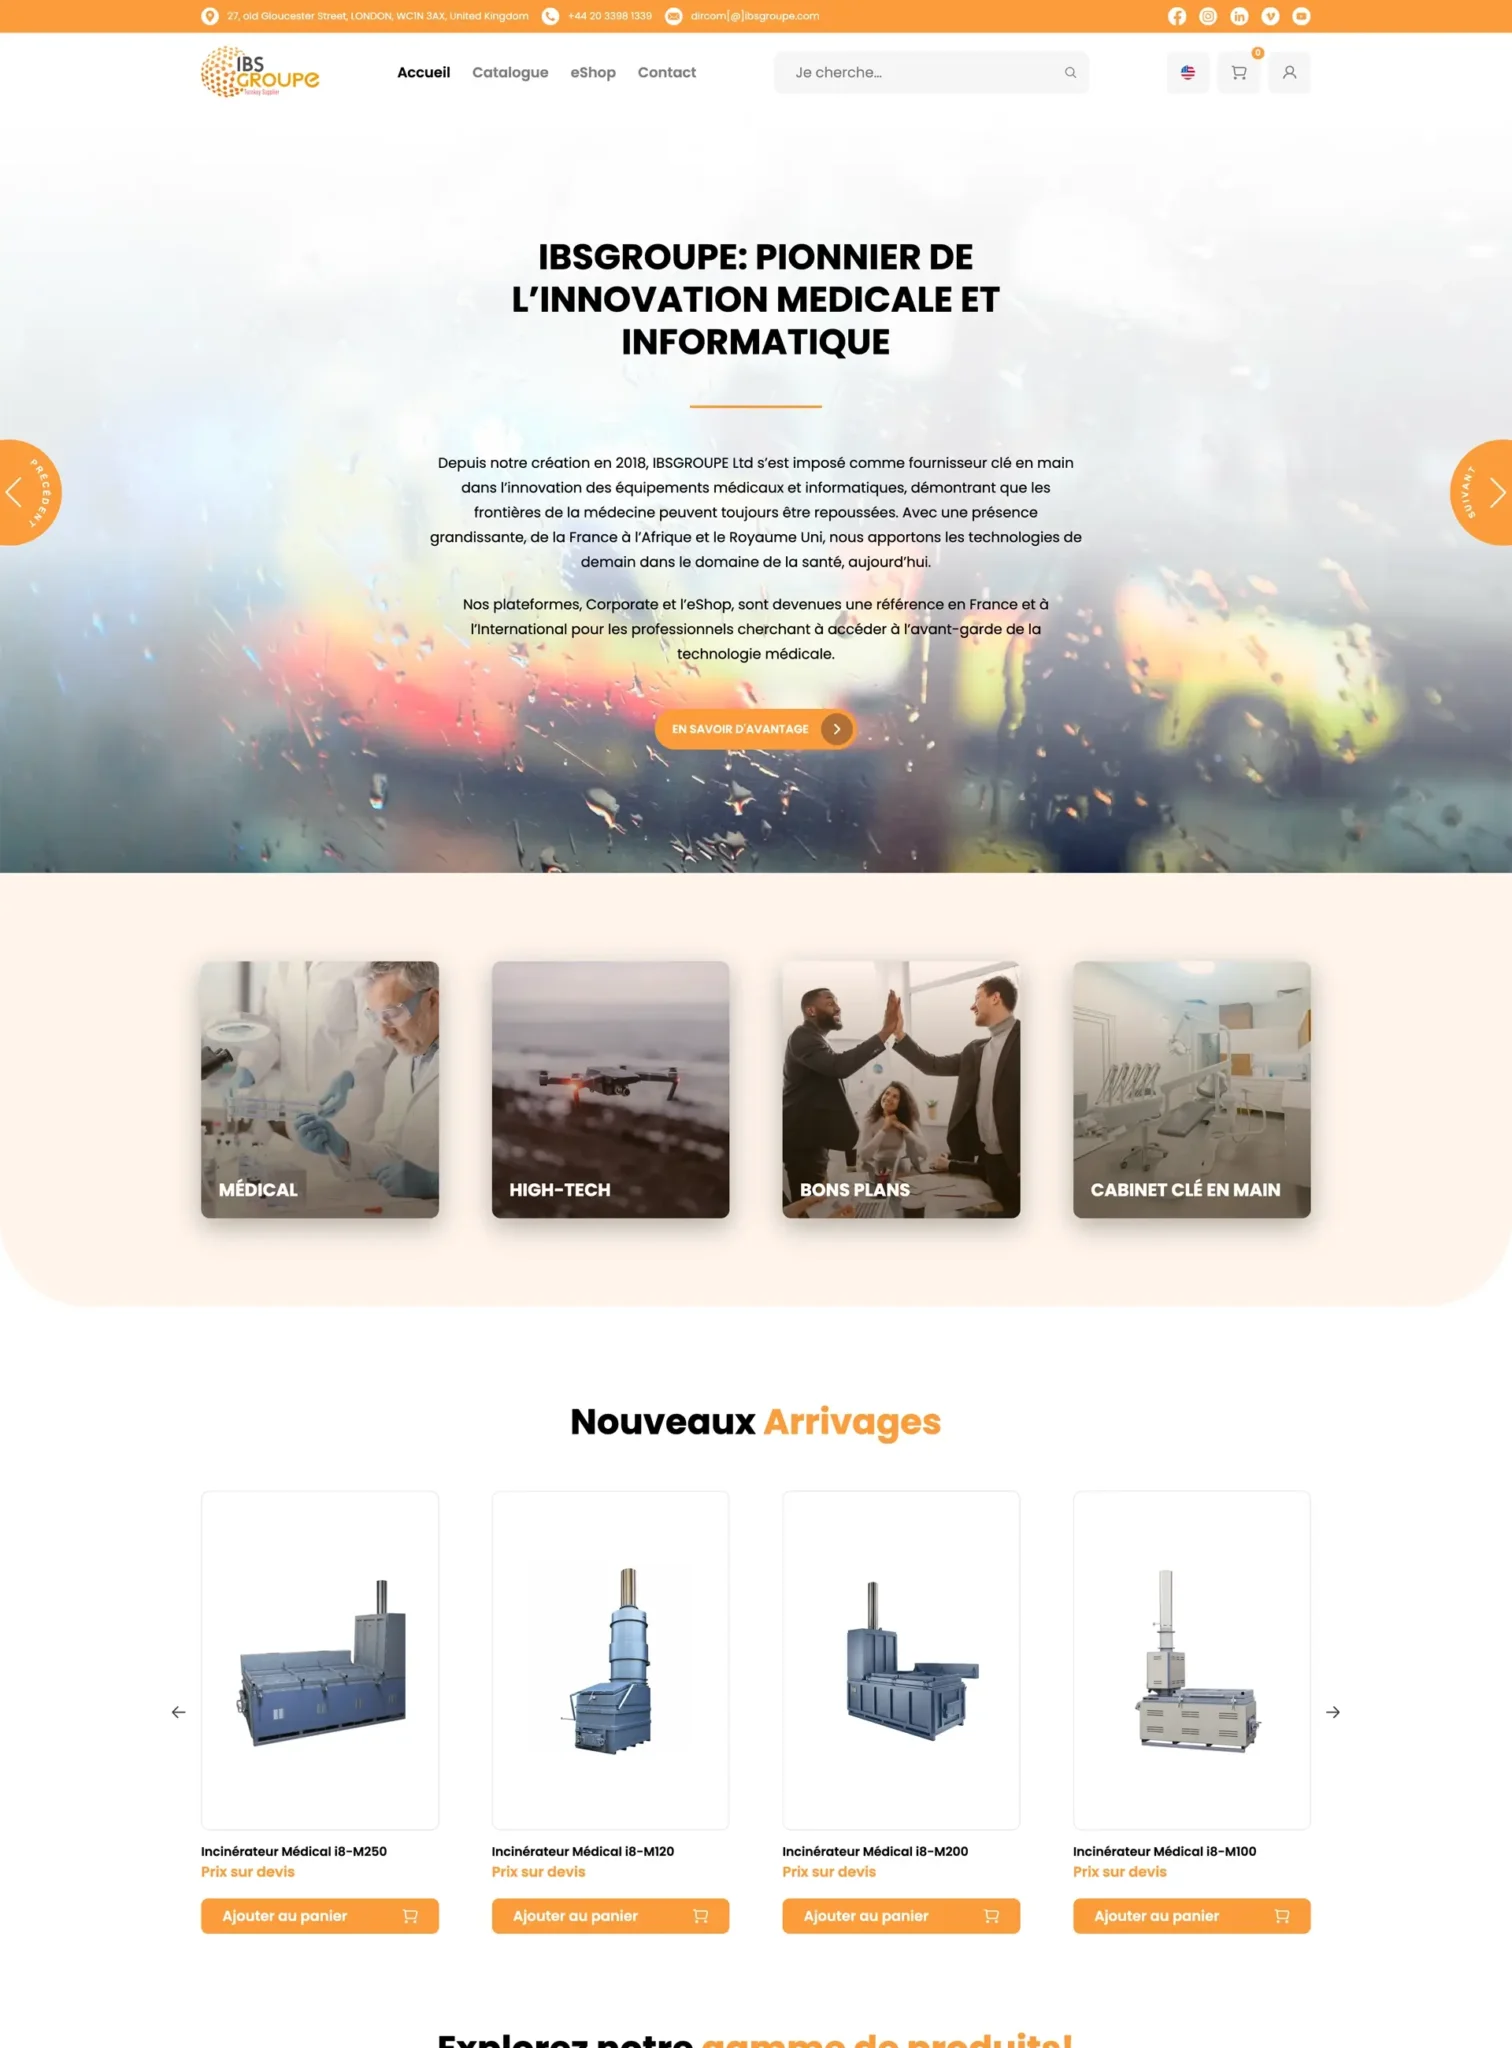 27, old Gloucester Street, LONDON, WC1N 3AX, United Kingdom
+44 20 3398 1339
dircom[@]ibsgroupe.com
IBS
GROUPE
Turnkey Supplier
Accueil
Catalogue
eShop
Contact
Je cherche...
0
IBSGROUPE: PIONNIER DE
L’INNOVATION MEDICALE ET
INFORMATIQUE
PRÉCÉDENT
SUIVANT
Depuis notre création en 2018, IBSGROUPE Ltd s’est imposé comme fournisseur clé en main
dans l’innovation des équipements médicaux et informatiques, démontrant que les
frontières de la médecine peuvent toujours être repoussées. Avec une présence
grandissante, de la France à l’Afrique et le Royaume Uni, nous apportons les technologies de
demain dans le domaine de la santé, aujourd’hui.
Nos plateformes, Corporate et l’eShop, sont devenues une référence en France et à
l’International pour les professionnels cherchant à accéder à l’avant-garde de la
technologie médicale.
EN SAVOIR D'AVANTAGE
MÉDICAL
HIGH-TECH
BONS PLANS
CABINET CLÉ EN MAIN
Nouveaux Arrivages
Incinérateur Médical i8-M250
Prix sur devis
Ajouter au panier
Incinérateur Médical i8-M120
Prix sur devis
Ajouter au panier
Incinérateur Médical i8-M200
Prix sur devis
Ajouter au panier
Incinérateur Médical i8-M100
Prix sur devis
Ajouter au panier
Explorez notre gamme de produits!